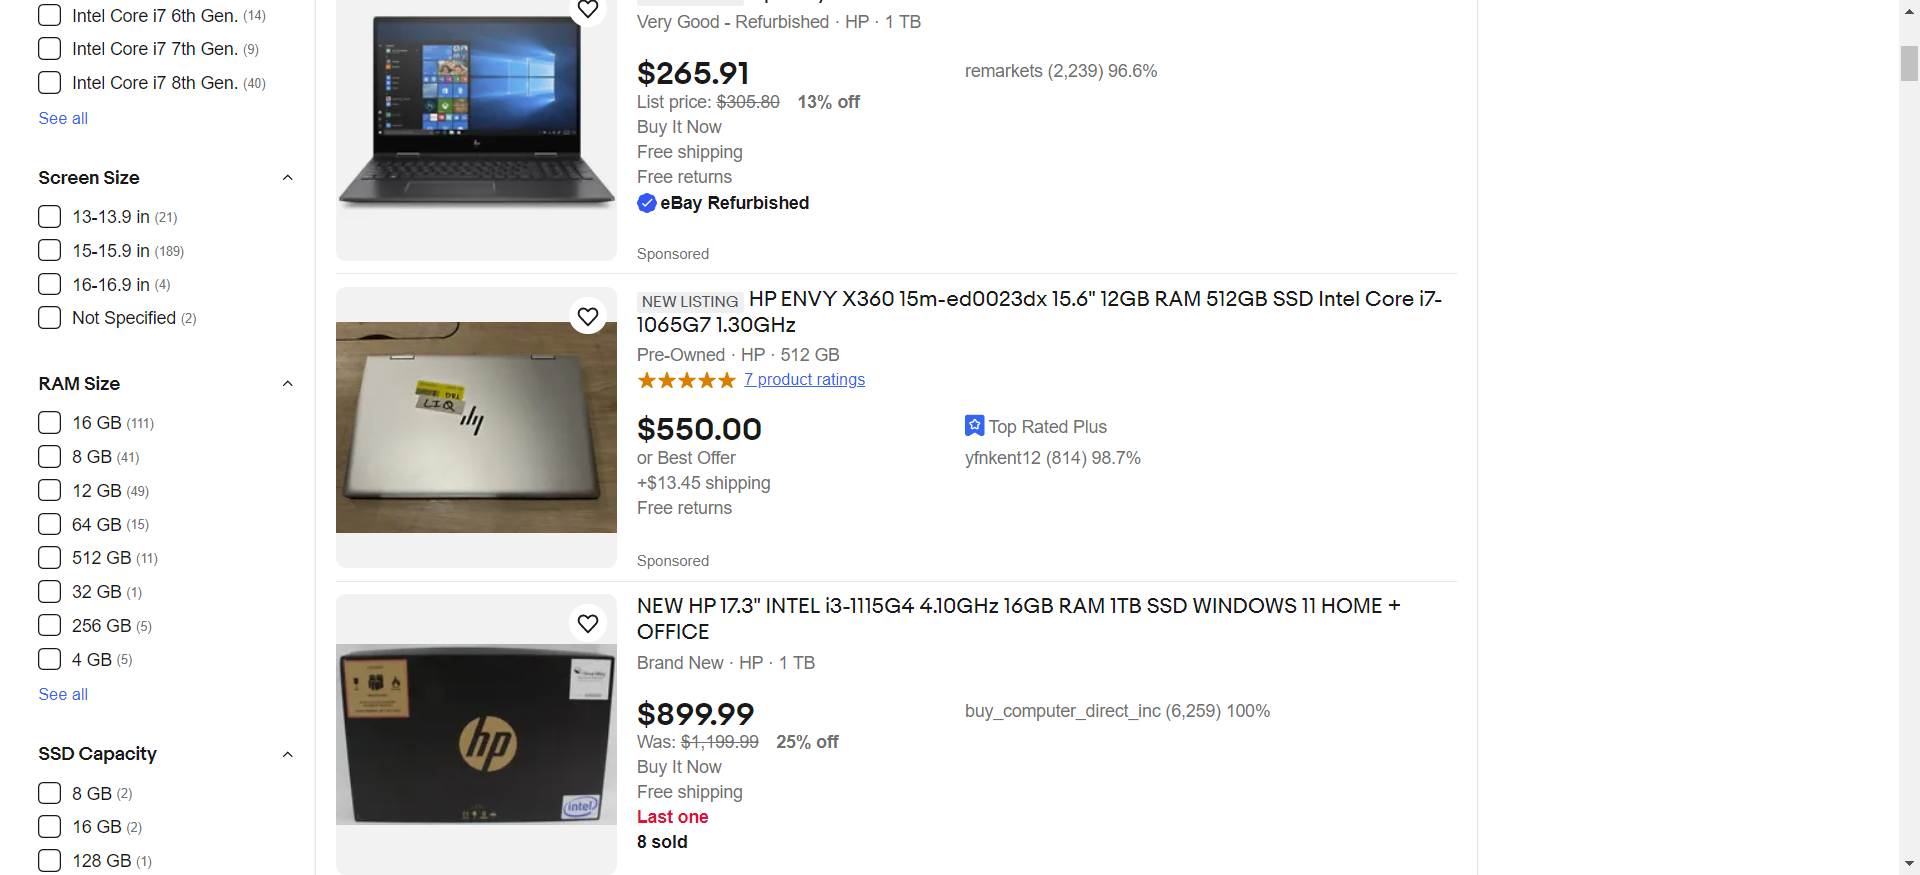 Intel Core i7 6th Gen. (14)
Intel Core i7 7th Gen. (9)
Intel Core i7 8th Gen. (40)
See all
Screen Size
13-13.9 in (21)
15-15.9 in (189)
16-16.9 in (4)
Not Specified (2)
RAM Size
16 GB (111)
8 GB (41)
12 GB (49)
64 GB (15)
512 GB (11)
32 GB (1)
256 GB (5)
4 GB (5)
See all
SSD Capacity
8 GB (2)
16 GB (2)
128 GB (1)
Very Good - Refurbished · HP · 1 TB
$265.91
remarkets (2,239) 96.6%
List price: $305.80 13% off
Buy It Now
Free shipping
Free returns
eBay Refurbished
Sponsored
LIQ
NEW LISTING HP ENVY X360 15m-ed0023dx 15.6" 12GB RAM 512GB SSD Intel Core i7-
1065G7 1.30GHz
Pre-Owned · HP · 512 GB
7 product ratings
$550.00
Top Rated Plus
or Best Offer
yfnkent12 (814) 98.7%
+$13.45 shipping
Free returns
Sponsored
hp
intel
NEW HP 17.3" INTEL i3-1115G4 4.10GHz 16GB RAM 1TB SSD WINDOWS 11 HOME +
OFFICE
Brand New · HP · 1 TB
$899.99
buy_computer_direct_inc (6,259) 100%
Was: $1,199.99 25% off
Buy It Now
Free shipping
Last one
8 sold